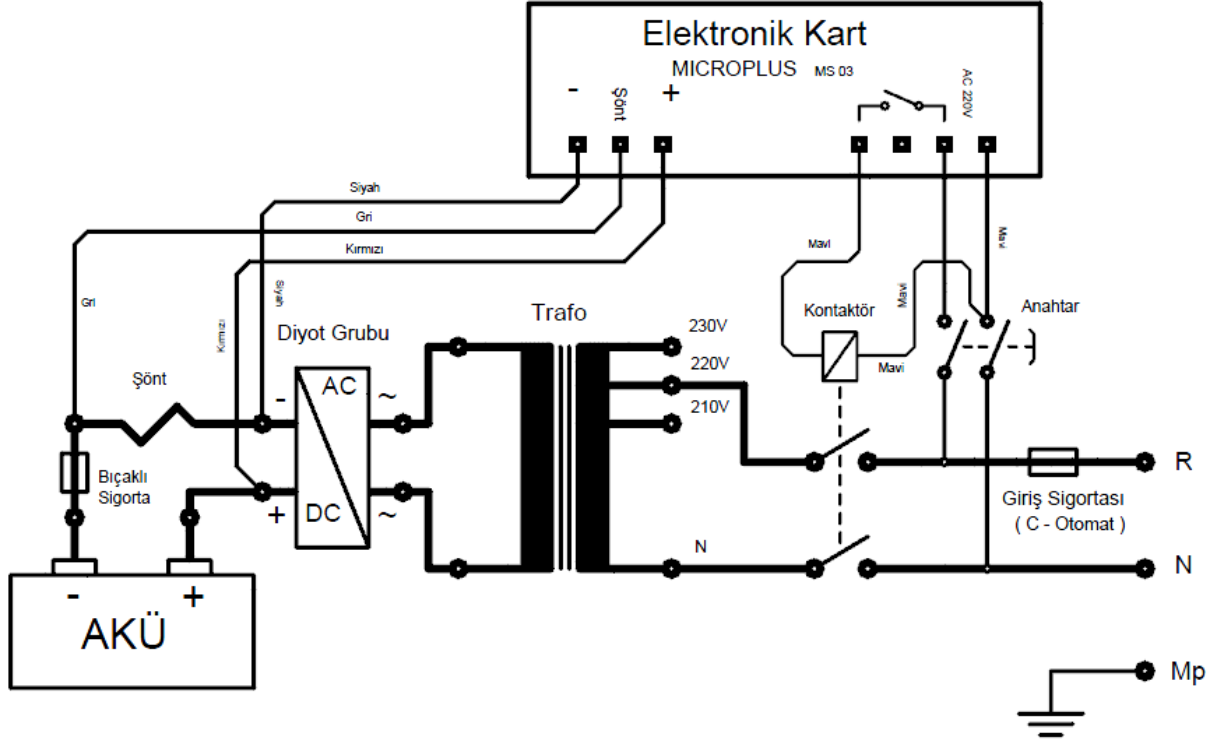 Elektronik Kart
MICROPLUS MS 03
- Şönt + AC 220V
Siyah
Gri
Kırmızı
Mavi
Mavi
Mavi
Mavi
Gri
Siyah
Kırmızı
Diyot Grubu
Trafo
Kontaktör
Anahtar
230V
220V
210V
Şönt
- AC ~
+ DC ~
Bıçaklı
Sigorta
R
Giriş Sigortası
( C - Otomat )
N
N
- +
AKÜ
Mp